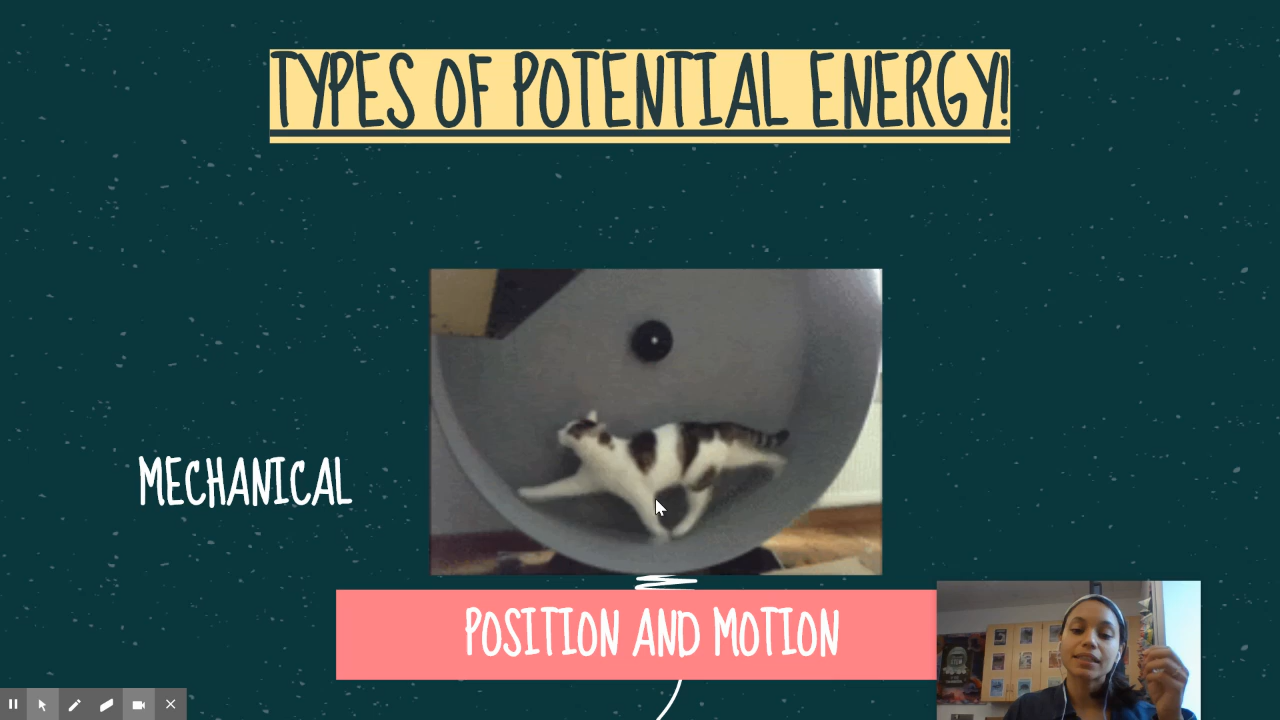 TYPES OF POTENTIAL ENERGY!
MECHANICAL
POSITION AND MOTION